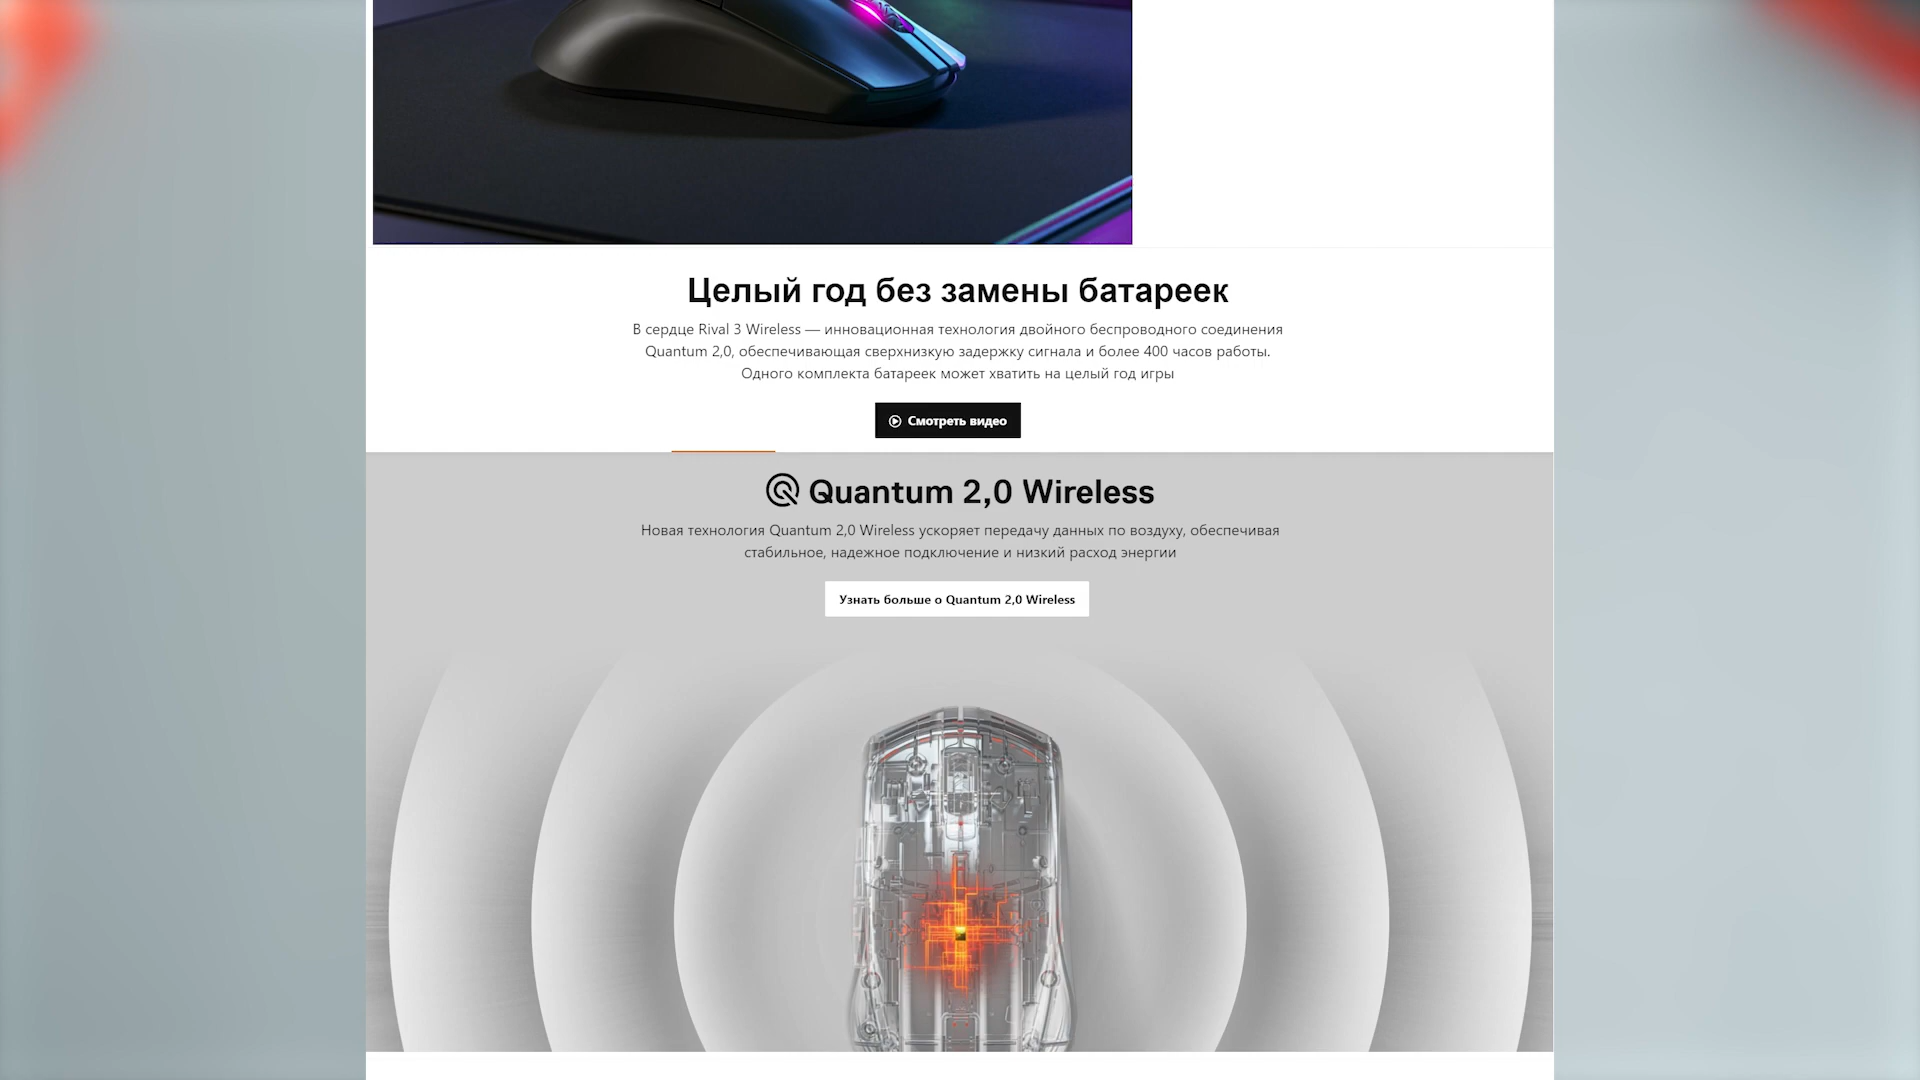 Целый год без замены батареек
В сердце Rival 3 Wireless — инновационная технология двойного беспроводного соединения
Quantum 2,0, обеспечивающая сверхнизкую задержку сигнала и более 400 часов работы.
Одного комплекта батареек может хватить на целый год игры
Смотреть видео
Quantum 2,0 Wireless
Новая технология Quantum 2,0 Wireless ускоряет передачу данных по воздуху, обеспечивая
стабильное, надежное подключение и низкий расход энергии
Узнать больше о Quantum 2,0 Wireless